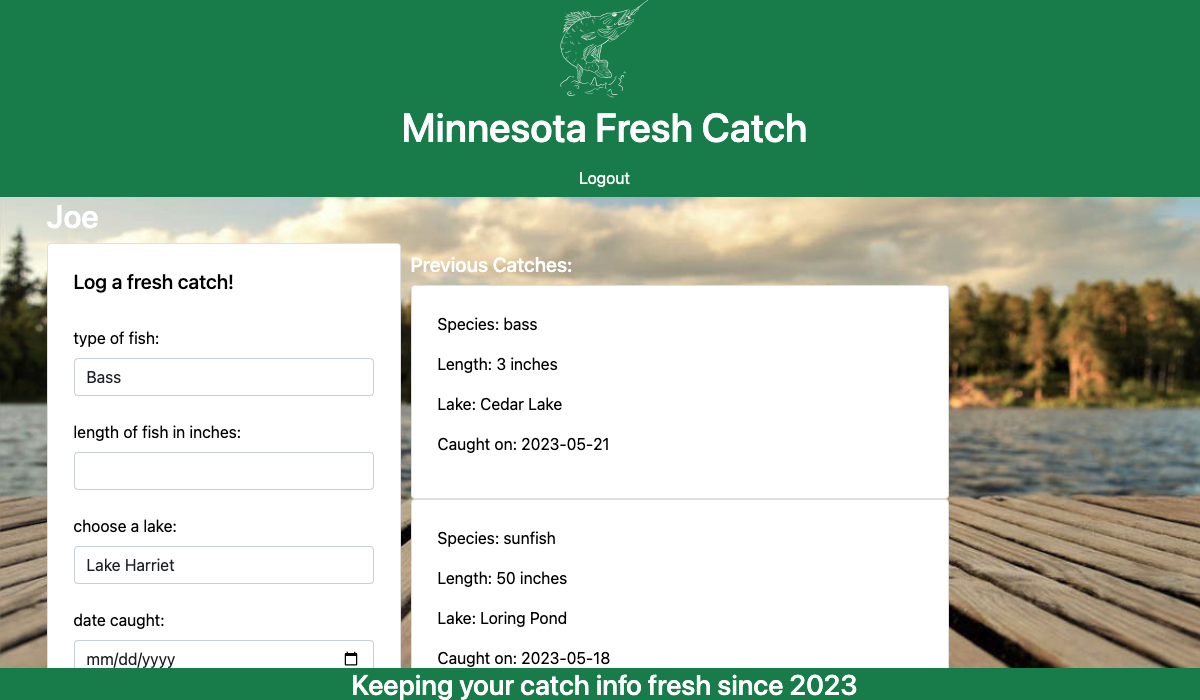 Minnesota Fresh Catch
Logout
Joe
Log a fresh catch!
type of fish:
Bass
length of fish in inches:
choose a lake:
Lake Harriet
date caught:
mm/dd/yyyy
Previous Catches:
Species: bass
Length: 3 inches
Lake: Cedar Lake
Caught on: 2023-05-21
Species: sunfish
Length: 50 inches
Lake: Loring Pond
Caught on: 2023-05-18
Keeping your catch info fresh since 2023